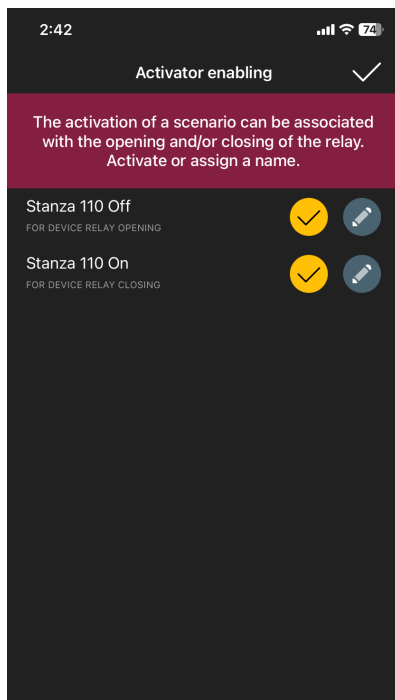 2:42
74
Activator enabling
The activation of a scenario can be associated
with the opening and/or closing of the relay.
Activate or assign a name.
Stanza 110 Off
FOR DEVICE RELAY OPENING
Stanza 110 On
FOR DEVICE RELAY CLOSING